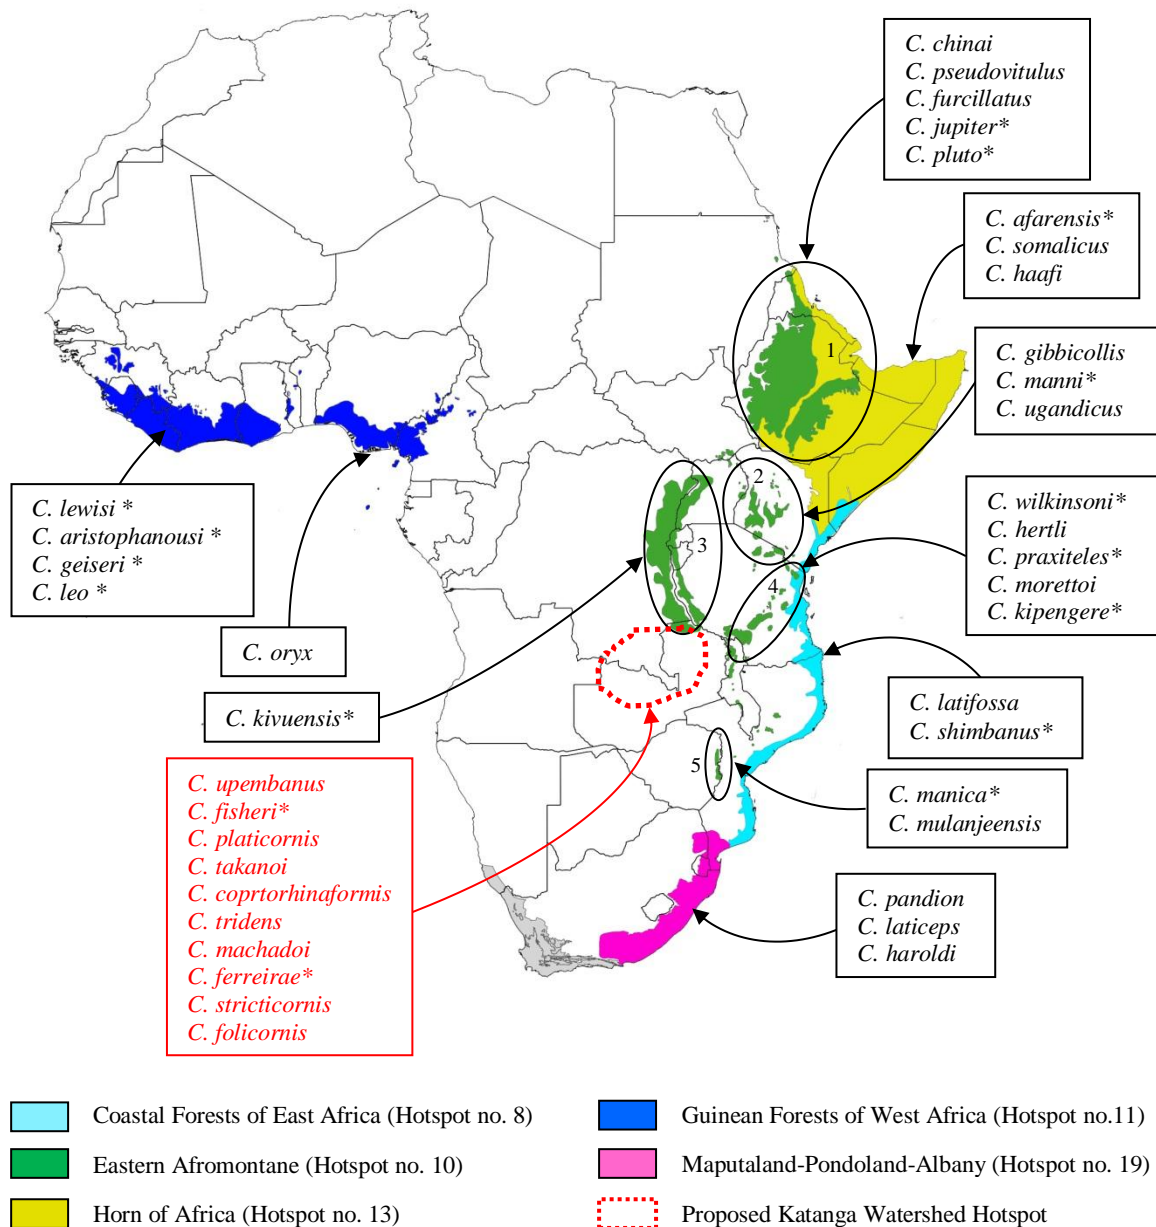 C. chinai
C. pseudovitulus
C. furcillatus
C. jupiter*
C. pluto*
C. afarensis*
C. somalicus
C. haafi
C. gibbicollis
C. manni*
C. ugandicus
C. wilkinsoni*
C. hertli
C. praxiteles*
C. morettoi
C. kipengere*
C. latifossa
C. shimbanus*
C. manica*
C. mulanjeensis
C. pandion
C. laticeps
C. haroldi
C. lewisi *
C. aristophanousi *
C. geiseri *
C. leo *
C. oryx
C. kivuensis*
C. upembanus
C. fisheri*
C. platicornis
C. takanoi
C. coprtorhinaformis
C. tridens
C. machadoi
C. ferreirae*
C. stricticornis
C. folicornis
1
2
3
4
5
Coastal Forests of East Africa (Hotspot no. 8)
Eastern Afromontane (Hotspot no. 10)
Horn of Africa (Hotspot no. 13)
Guinean Forests of West Africa (Hotspot no.11)
Maputaland-Pondoland-Albany (Hotspot no. 19)
Proposed Katanga Watershed Hotspot